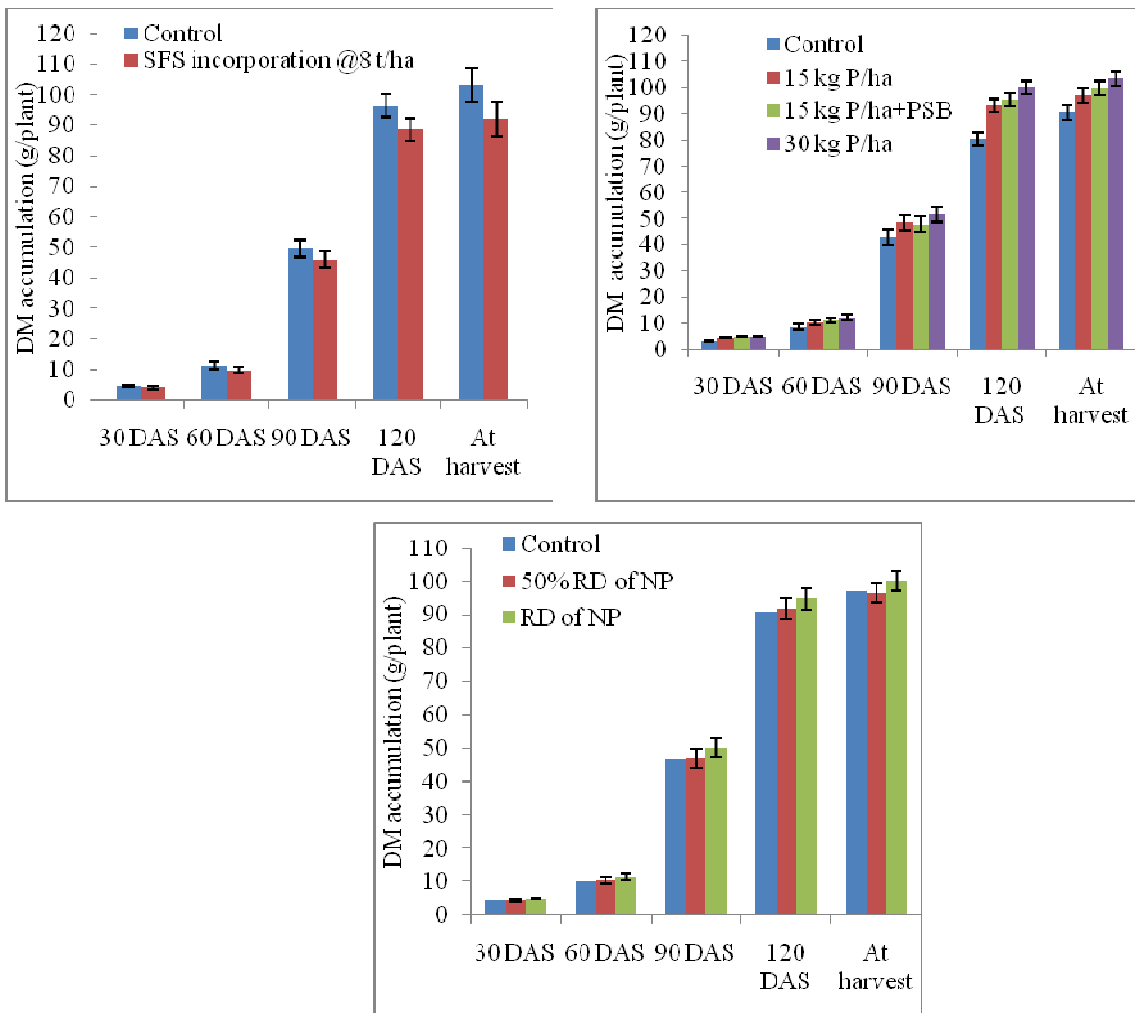 Control
SFS incorporation @8 t/ha
DM accumulation (g/plant)
120
110
100
90
80
70
60
50
40
30
20
10
0
30 DAS 60 DAS 90 DAS 120 DAS At harvest
Control
15 kg P/ha
15 kg P/ha+PSB
30 kg P/ha
DM accumulation (g/plant)
120
110
100
90
80
70
60
50
40
30
20
10
0
30 DAS 60 DAS 90 DAS 120 DAS At harvest
Control
50% RD of NP
RD of NP
DM accumulation (g/plant)
110
100
90
80
70
60
50
40
30
20
10
0
30 DAS 60 DAS 90 DAS 120 DAS At harvest